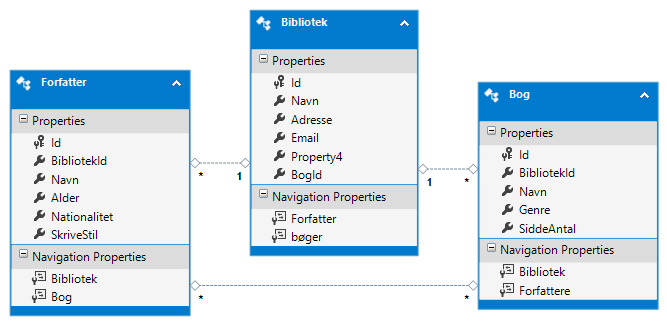 Forfatter
Properties
Id
BibliotekId
Navn
Alder
Nationalitet
SkriveStil
Navigation Properties
Bibliotek
Bog
*
1
Bibliotek
Properties
Id
Navn
Adresse
Email
Property4
BogId
Navigation Properties
Forfatter
bøger
1
*
Bog
Properties
Id
BibliotekId
Navn
Genre
SiddeAntal
Navigation Properties
Bibliotek
Forfattere
*
*